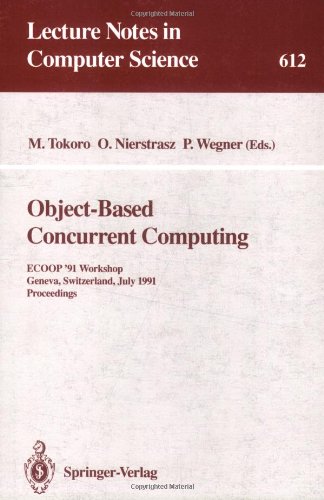 Lecture Notes in
Computer Science
612
M. Tokoro O. Nierstrasz P. Wegner (Eds.)
Object-Based
Concurrent Computing
ECOOP '91 Workshop
Geneva, Switzerland, July 1991
Proceedings
Springer-Verlag